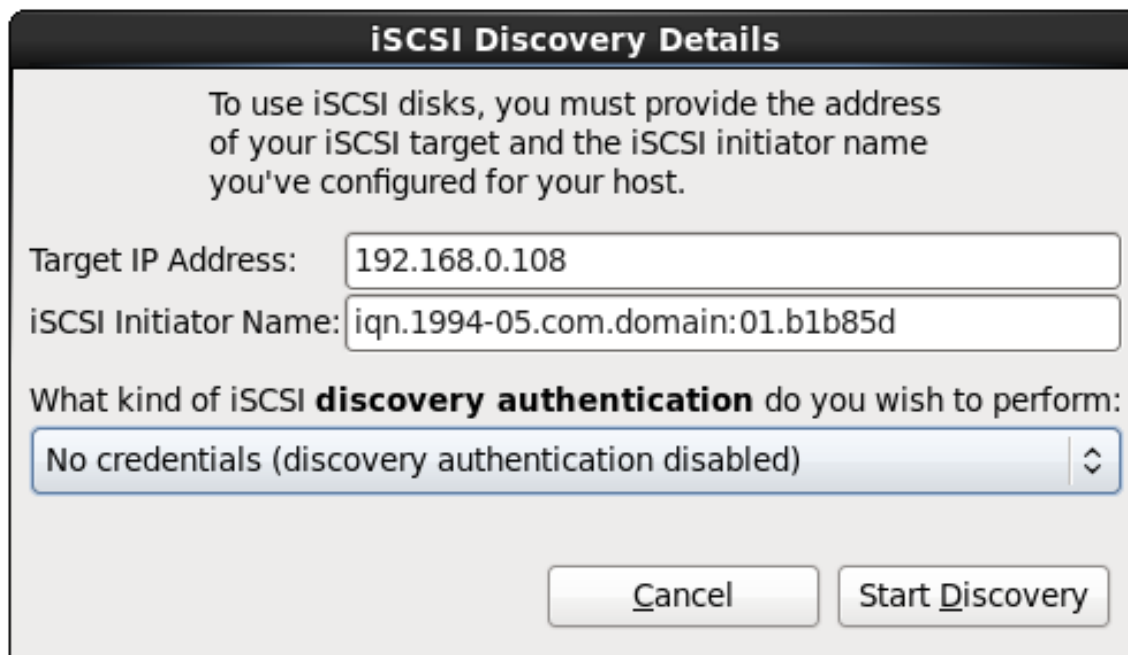 iSCSI Discovery Details
To use iSCSI disks, you must provide the address
of your iSCSI target and the iSCSI initiator name
you've configured for your host.
Target IP Address: 192.168.0.108
iSCSI Initiator Name: iqn.1994-05.com.domain:01.b1b85d
What kind of iSCSI discovery authentication do you wish to perform:
No credentials (discovery authentication disabled)
Cancel Start Discovery